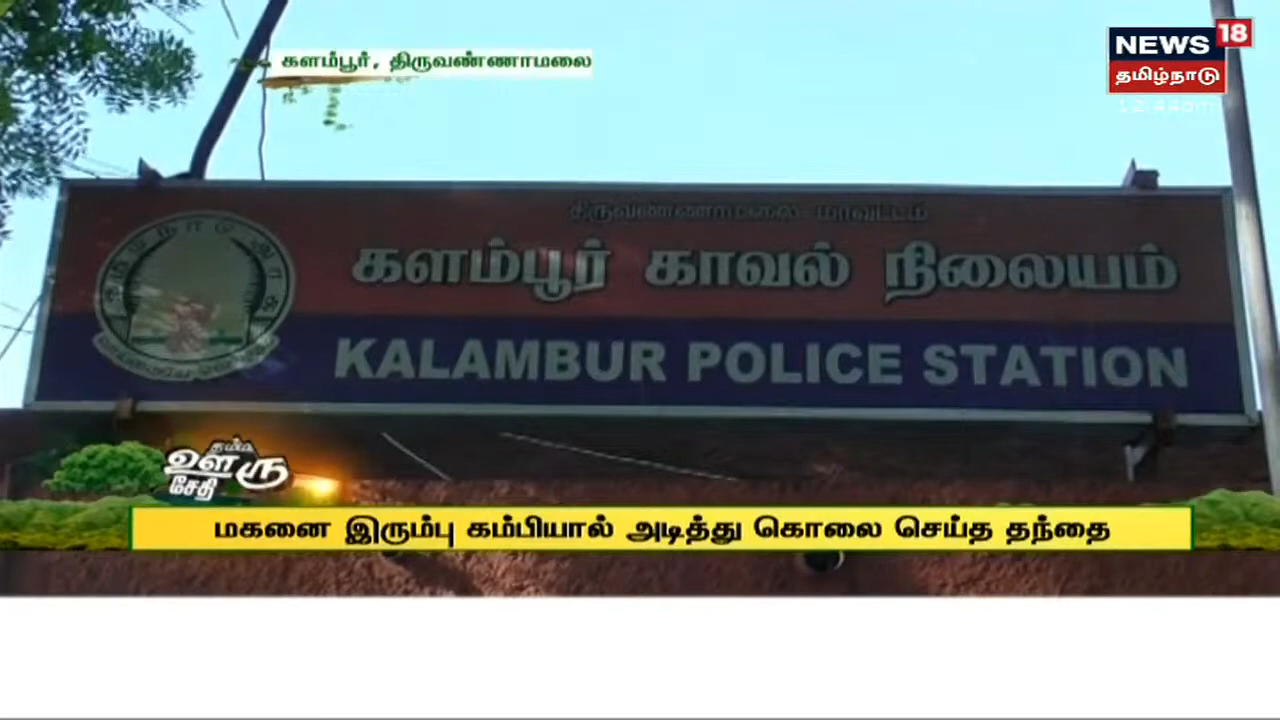 களம்பூர், திருவண்ணாமலை
NEWS 18
தமிழ்நாடு
திருவண்ணாமலை மாவட்டம்
களம்பூர் காவல் நிலையம்
KALAMBUR POLICE STATION
ஊரு
சேதி
மகனை இரும்பு கம்பியால் அடித்து கொலை செய்த தந்தை